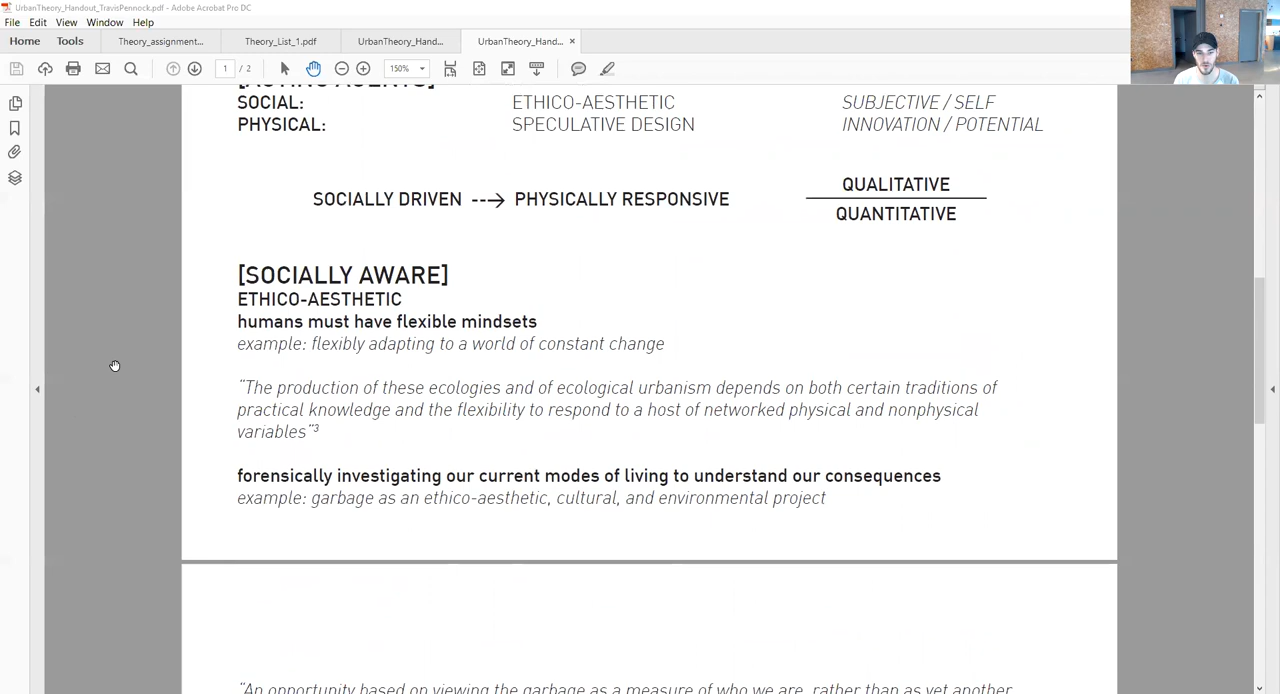 UrbanTheory_Handout_TravisPennock.pdf - Adobe Acrobat Pro DC
File Edit View Window Help
Home Tools Theory_assignment... Theory_List_1.pdf UrbanTheory_Hand... UrbanTheory_Hand... ×
1 / 2 150%
[ACTING AGENTS]
SOCIAL: ETHICO-AESTHETIC SUBJECTIVE / SELF
PHYSICAL: SPECULATIVE DESIGN INNOVATION / POTENTIAL
SOCIALLY DRIVEN --> PHYSICALLY RESPONSIVE
QUALITATIVE
QUANTITATIVE
[SOCIALLY AWARE]
ETHICO-AESTHETIC
humans must have flexible mindsets
example: flexibly adapting to a world of constant change
“The production of these ecologies and of ecological urbanism depends on both certain traditions of
practical knowledge and the flexibility to respond to a host of networked physical and nonphysical
variables”³
forensically investigating our current modes of living to understand our consequences
example: garbage as an ethico-aesthetic, cultural, and environmental project
“An opportunity based on viewing the garbage as a measure of who we are, rather than as yet another